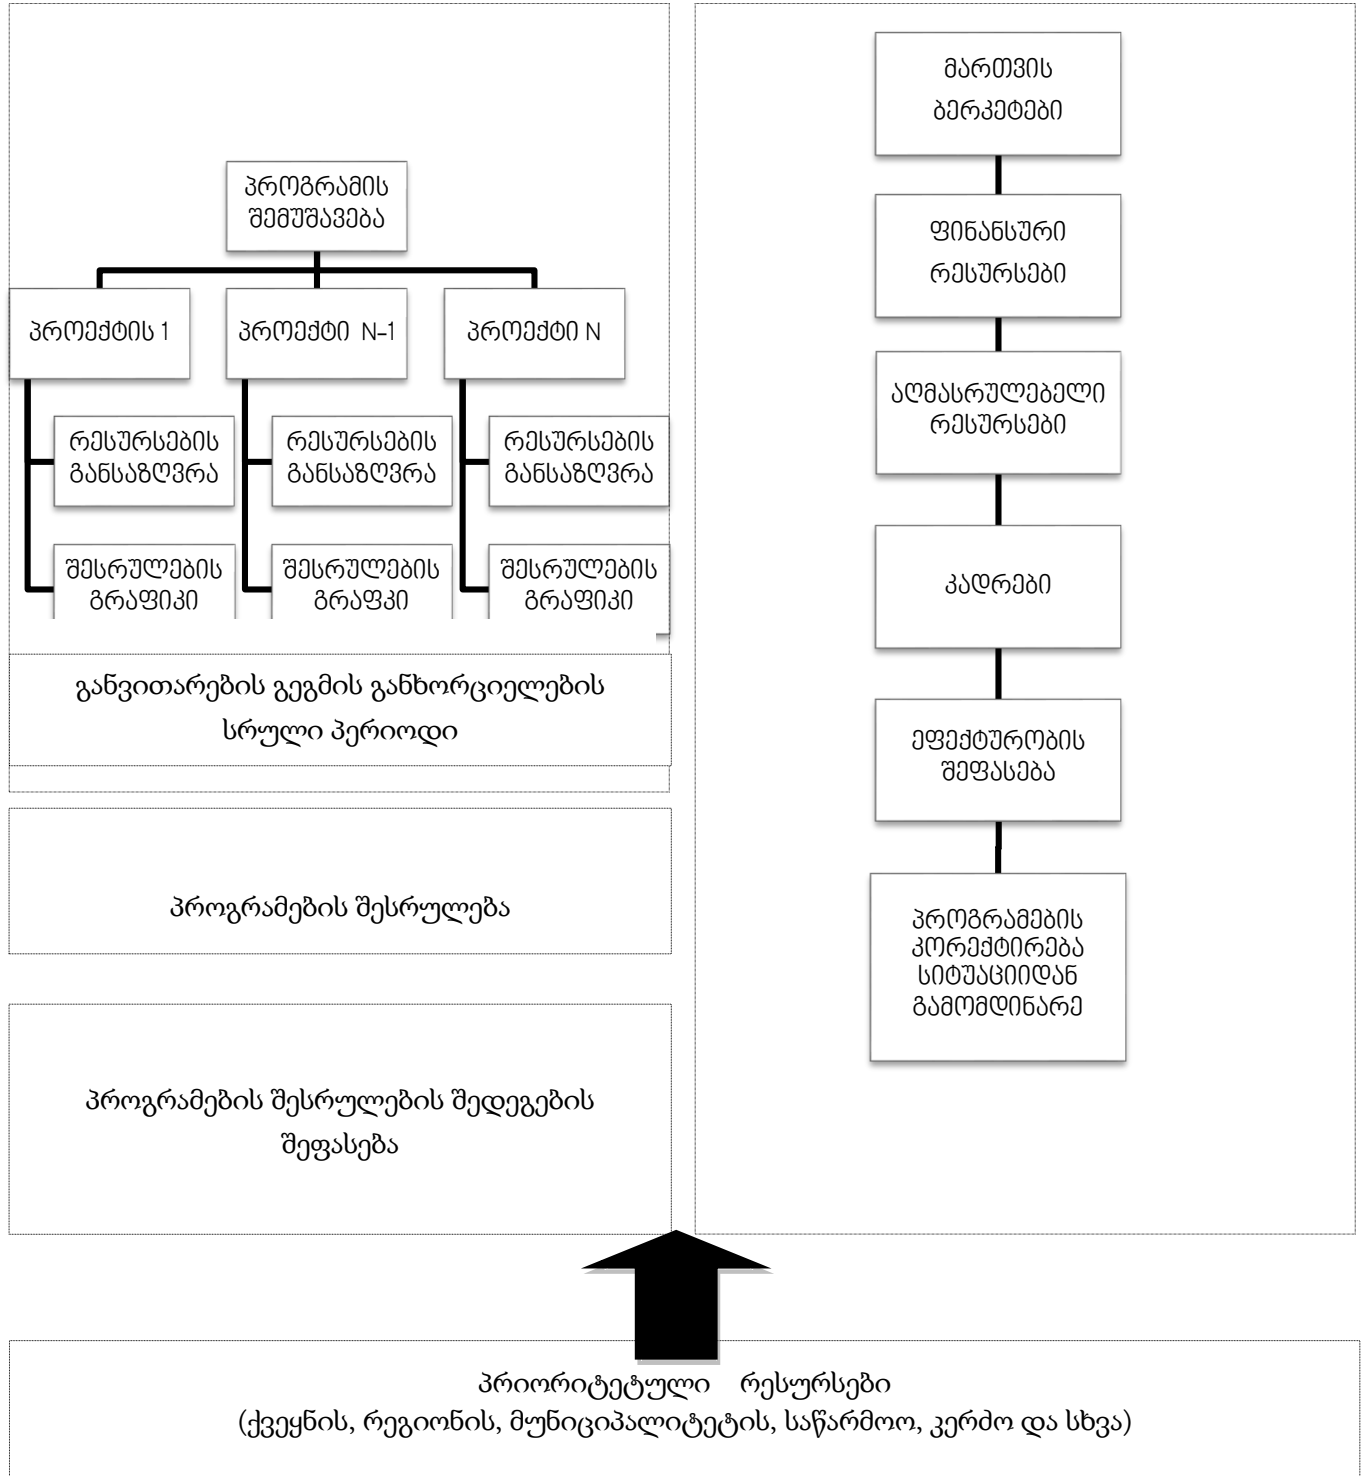 პროგრამის
შემუშავება
პროექტის 1
პროექტი N-1
პროექტი N
რესურსების
განსაზღვრა
რესურსების
განსაზღვრა
რესურსების
განსაზღვრა
შესრულების
გრაფიკი
შესრულების
გრაფკი
შესრულების
გრაფიკი
განვითარების გეგმის განხორციელების
სრული პერიოდი
პროგრამების შესრულება
პროგრამების შესრულების შედეგების
შეფასება
მართვის
ბერკეტები
ფინანსური
რესურსები
აღმასრულებელი
რესურსები
კადრები
ეფექტურობის
შეფასება
პროგრამების
კორექტირება
სიტუაციიდან
გამომდინარე
პრიორიტეტული რესურსები
(ქვეყნის, რეგიონის, მუნიციპალიტეტის, საწარმოო, კერძო და სხვა)